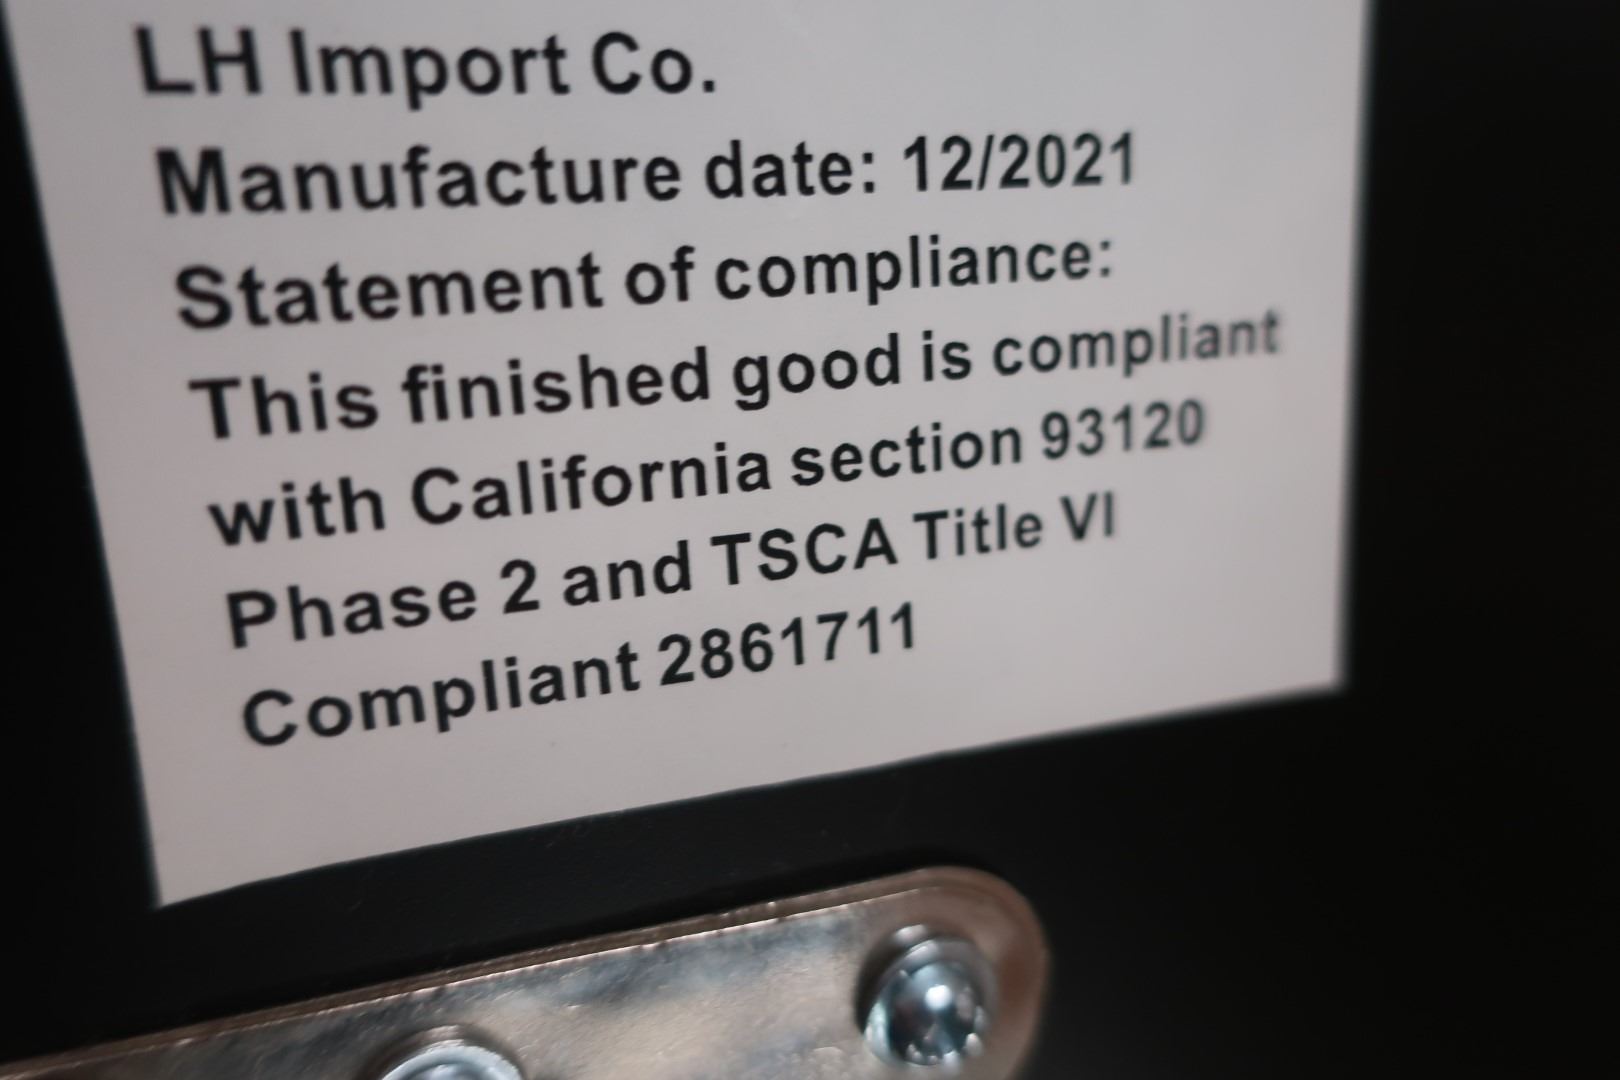 LH Import Co.
Manufacture date: 12/2021
Statement of compliance:
This finished good is compliant
with California section 93120
Phase 2 and TSCA Title VI
Compliant 2861711